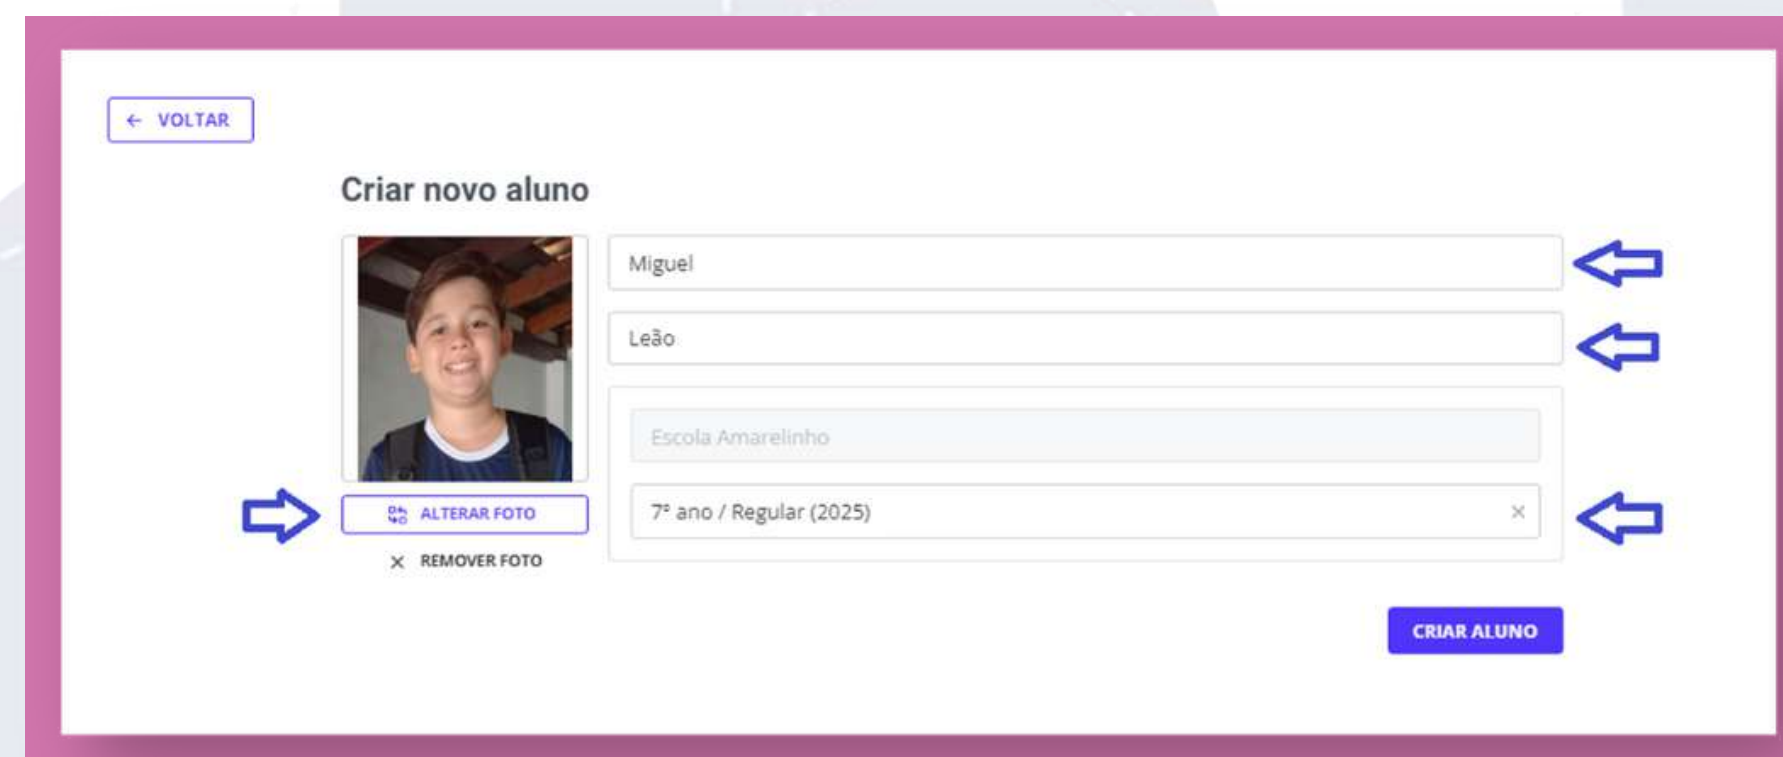 ← VOLTAR
Criar novo aluno
Miguel
Leão
Escola Amarelinho
7º ano / Regular (2025)
ALTERAR FOTO
REMOVER FOTO
CRIAR ALUNO